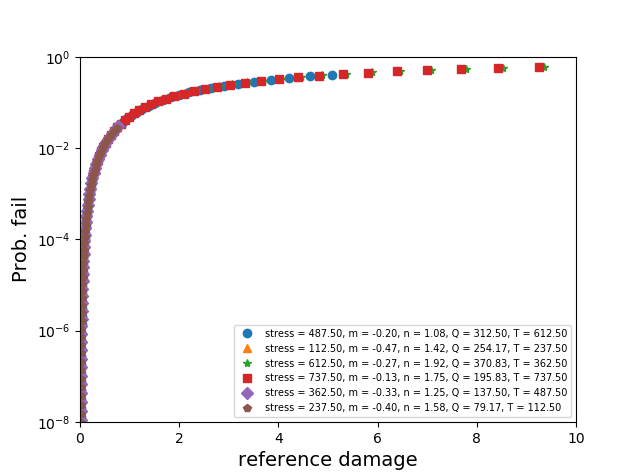 10^0
10^-2
10^-4
10^-6
10^-8
Prob. fail
stress = 487.50, m = -0.20, n = 1.08, Q = 312.50, T = 612.50
stress = 112.50, m = -0.47, n = 1.42, Q = 254.17, T = 237.50
stress = 612.50, m = -0.27, n = 1.92, Q = 370.83, T = 362.50
stress = 737.50, m = -0.13, n = 1.75, Q = 195.83, T = 737.50
stress = 362.50, m = -0.33, n = 1.25, Q = 137.50, T = 487.50
stress = 237.50, m = -0.40, n = 1.58, Q = 79.17, T = 112.50
0 2 4 6 8 10
reference damage